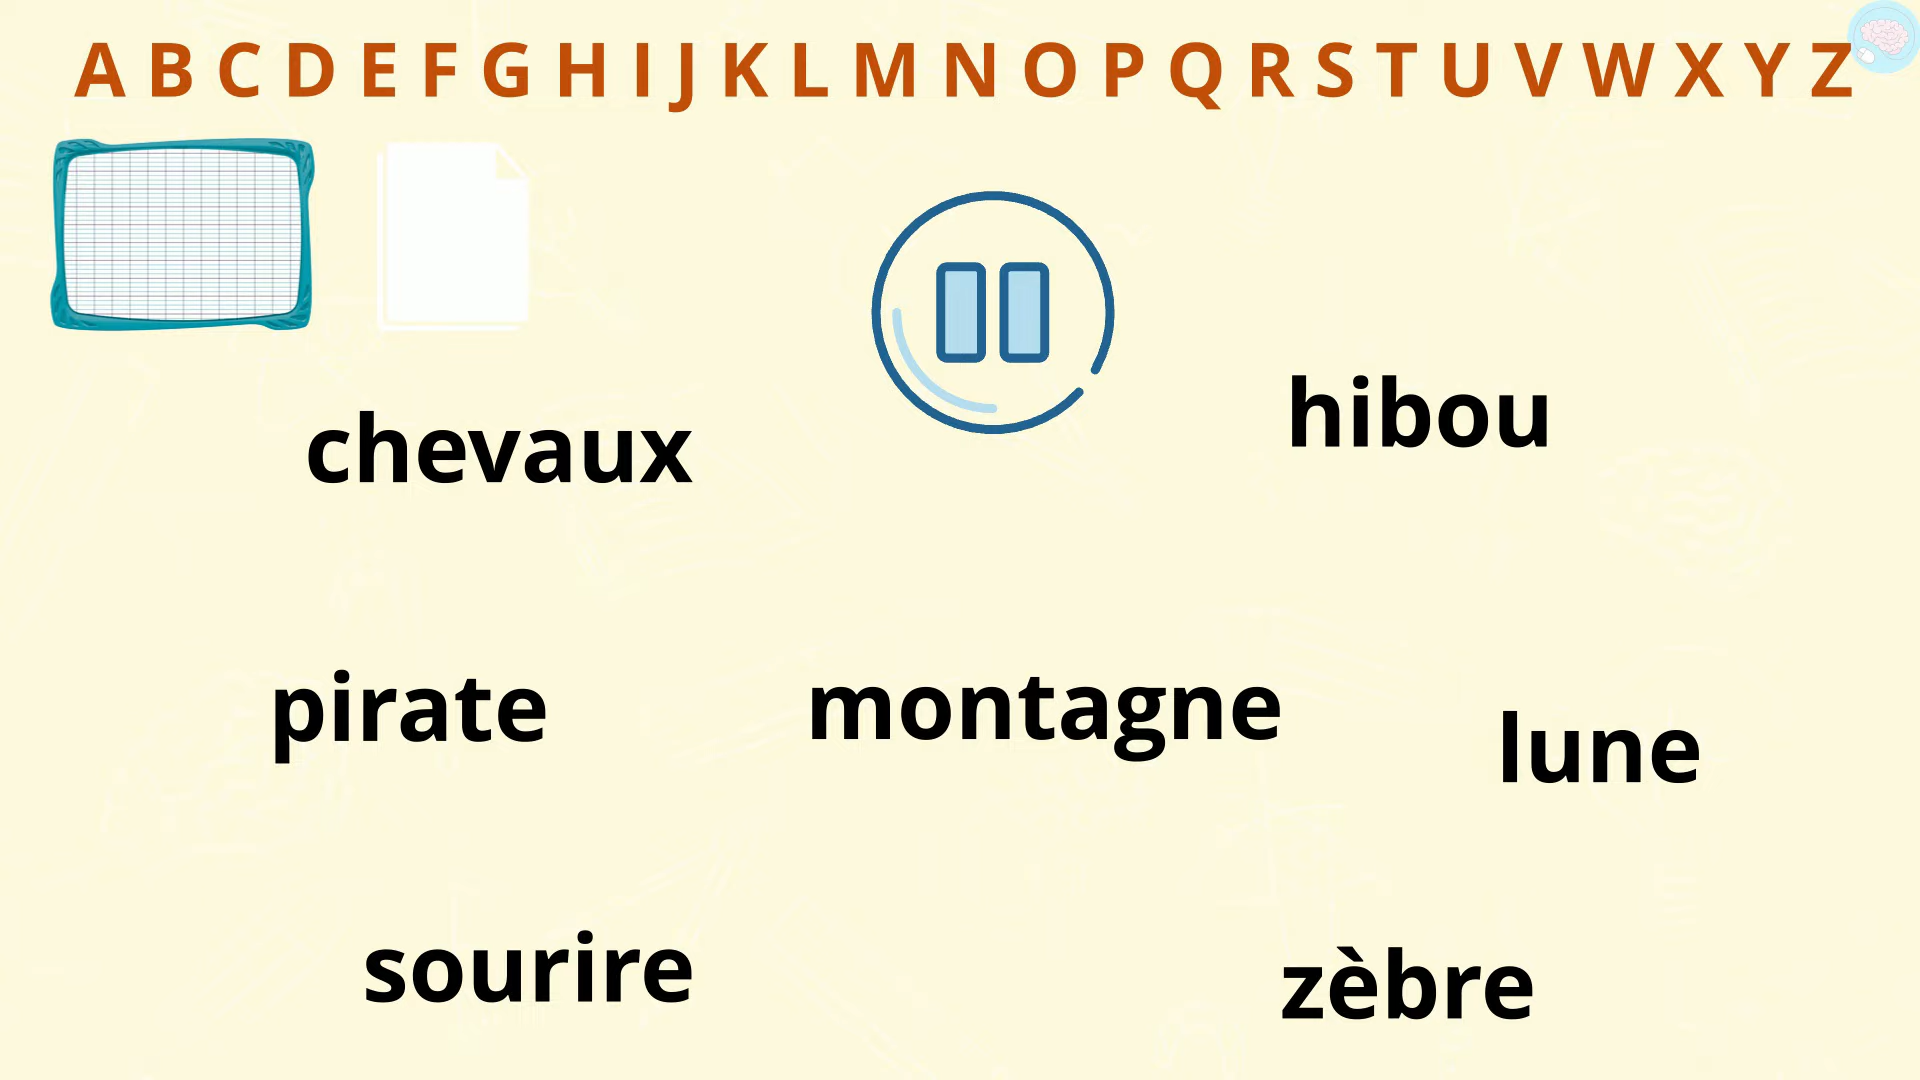 A B C D E F G H I J K L M N O P Q R S T U V W X Y Z
chevaux
hibou
pirate
montagne
lune
sourire
zèbre